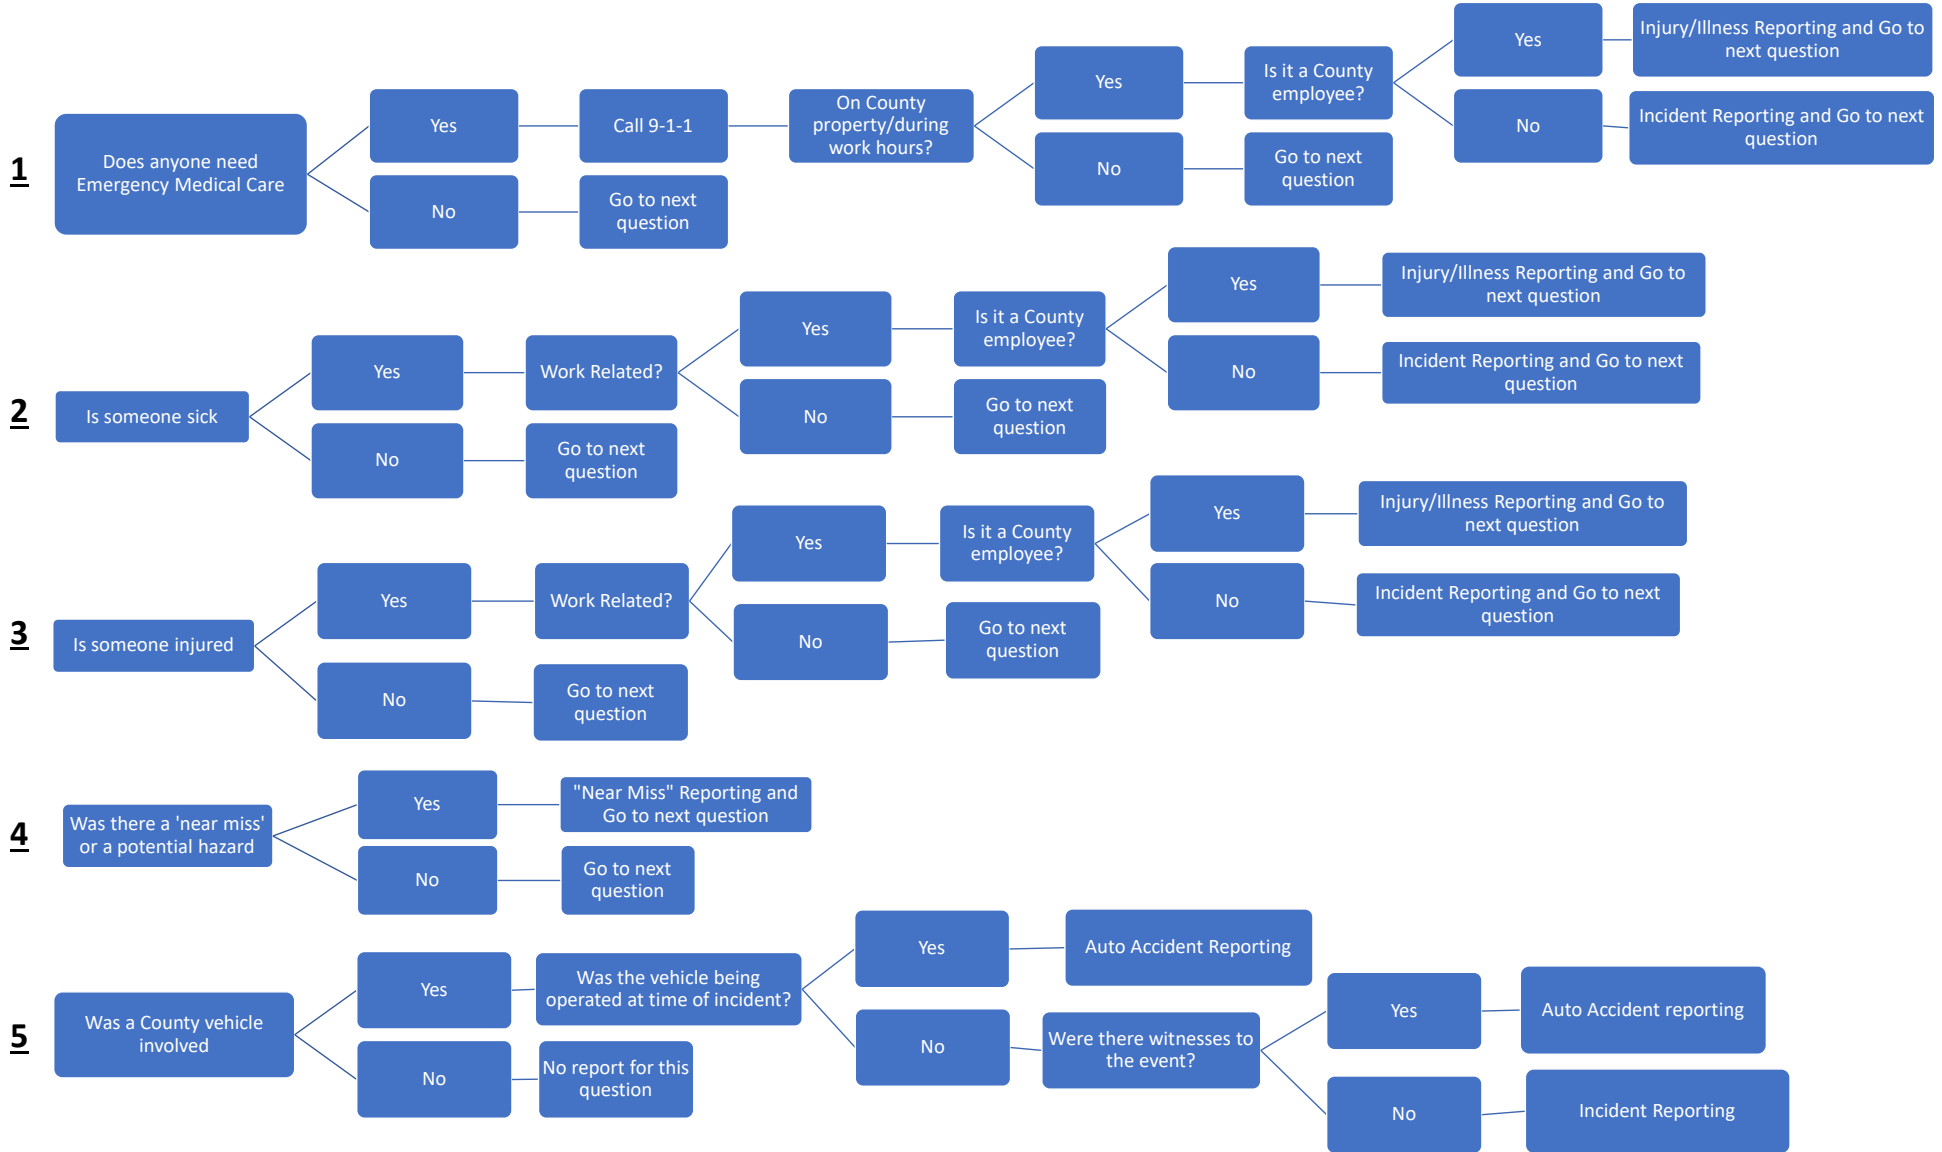 1
Does anyone need
Emergency Medical Care
Yes
Call 9-1-1
On County
property/during
work hours?
Yes
Is it a County
employee?
Yes
Injury/Illness Reporting and Go to
next question
No
Incident Reporting and Go to next
question
No
Go to next
question
No
Go to next
question
2
Is someone sick
Yes
Work Related?
Yes
Is it a County
employee?
Yes
Injury/Illness Reporting and Go to
next question
No
Incident Reporting and Go to next
question
No
Go to next
question
No
Go to next
question
3
Is someone injured
Yes
Work Related?
Yes
Is it a County
employee?
Yes
Injury/Illness Reporting and Go to
next question
No
Incident Reporting and Go to next
question
No
Go to next
question
No
Go to next
question
4
Was there a 'near miss'
or a potential hazard
Yes
"Near Miss" Reporting and
Go to next question
No
Go to next
question
5
Was a County vehicle
involved
Yes
Was the vehicle being
operated at time of incident?
Yes
Auto Accident Reporting
No
Were there witnesses to
the event?
Yes
Auto Accident reporting
No
Incident Reporting
No
No report for this
question